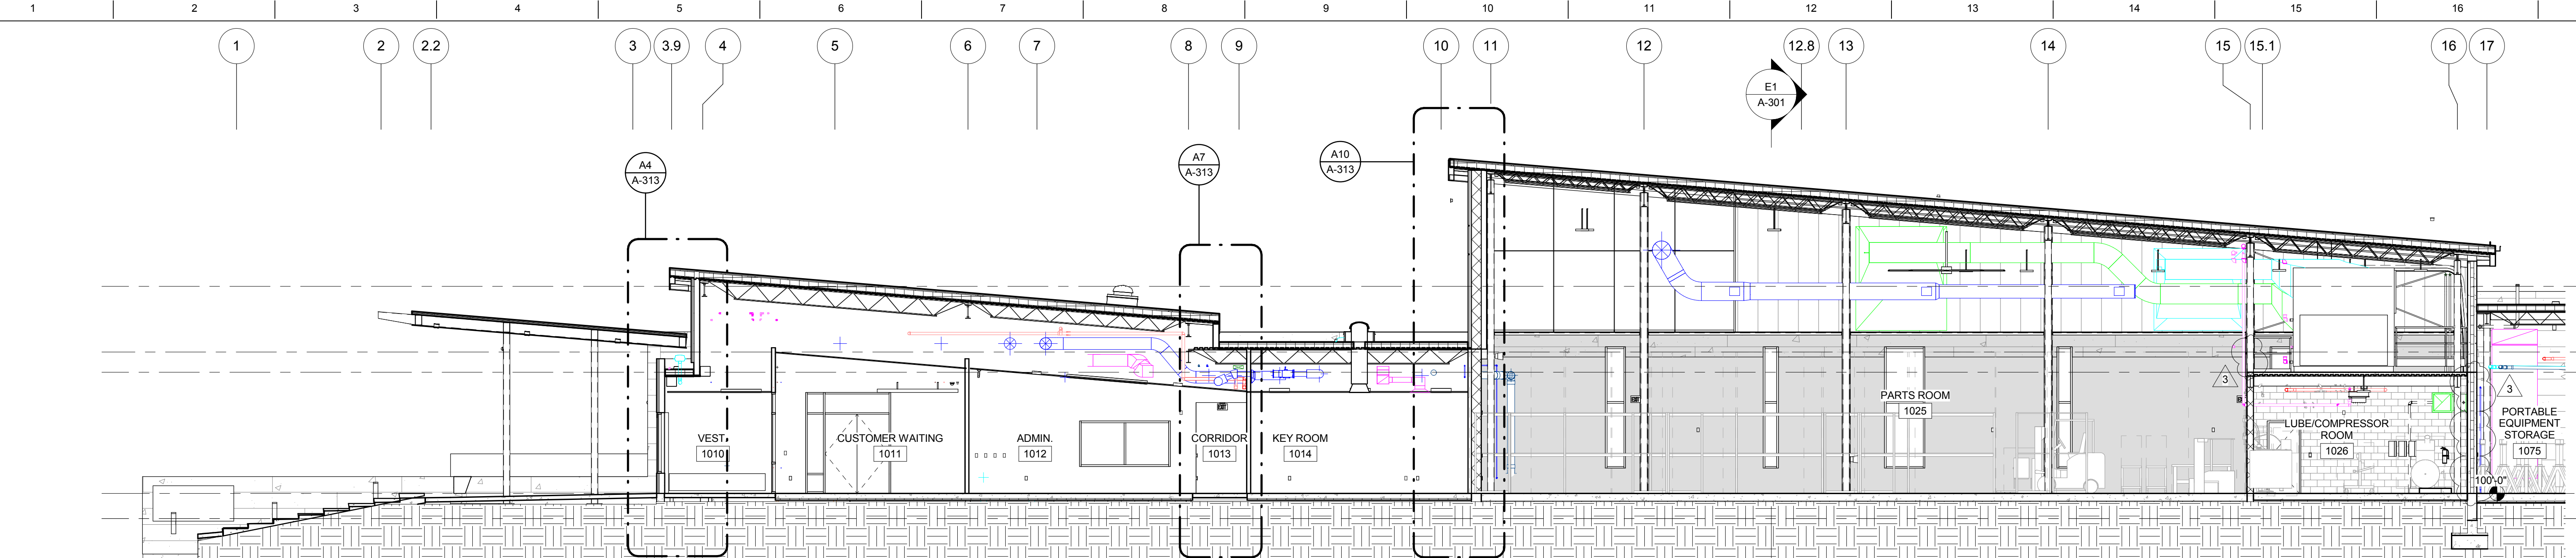 1 2 3 4 5 6 7 8 9 10 11 12 13 14 15 16
1 2 2.2 3 3.9 4 5 6 7 8 9 10 11 12 12.8 13 14 15 15.1 16 17
E1
A-301
A4
A-313
A7
A-313
A10
A-313
3
3
EXIT
EXIT
VEST.
1010
CUSTOMER WAITING
1011
ADMIN.
1012
CORRIDOR
1013
KEY ROOM
1014
PARTS ROOM
1025
LUBE/COMPRESSOR
ROOM
1026
PORTABLE
EQUIPMENT
STORAGE
1075
100'-0"